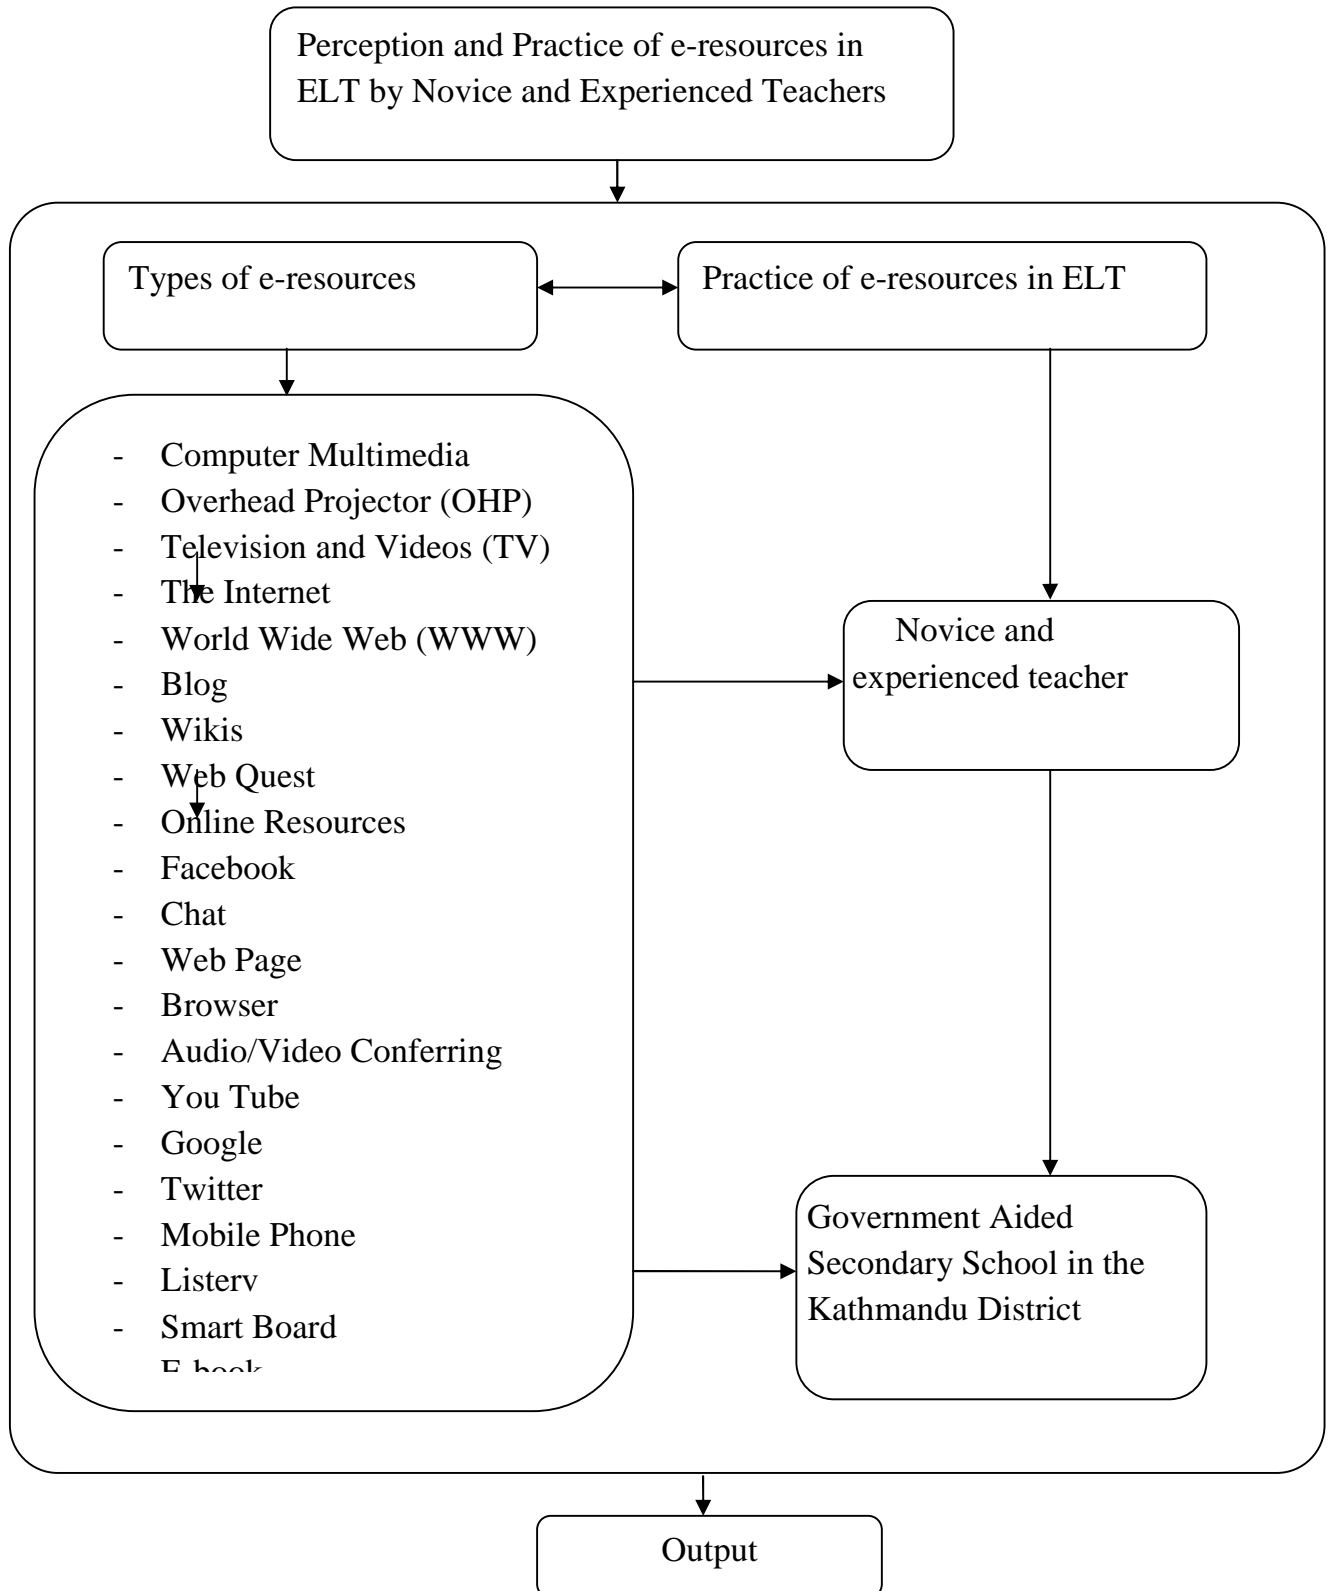 Perception and Practice of e-resources in
ELT by Novice and Experienced Teachers
Types of e-resources
Practice of e-resources in ELT
- Computer Multimedia
- Overhead Projector (OHP)
- Television and Videos (TV)
- The Internet
- World Wide Web (WWW)
- Blog
- Wikis
- Web Quest
- Online Resources
- Facebook
- Chat
- Web Page
- Browser
- Audio/Video Conferring
- You Tube
- Google
- Twitter
- Mobile Phone
- Listerv
- Smart Board
E-book
Novice and
experienced teacher
Government Aided
Secondary School in the
Kathmandu District
Output